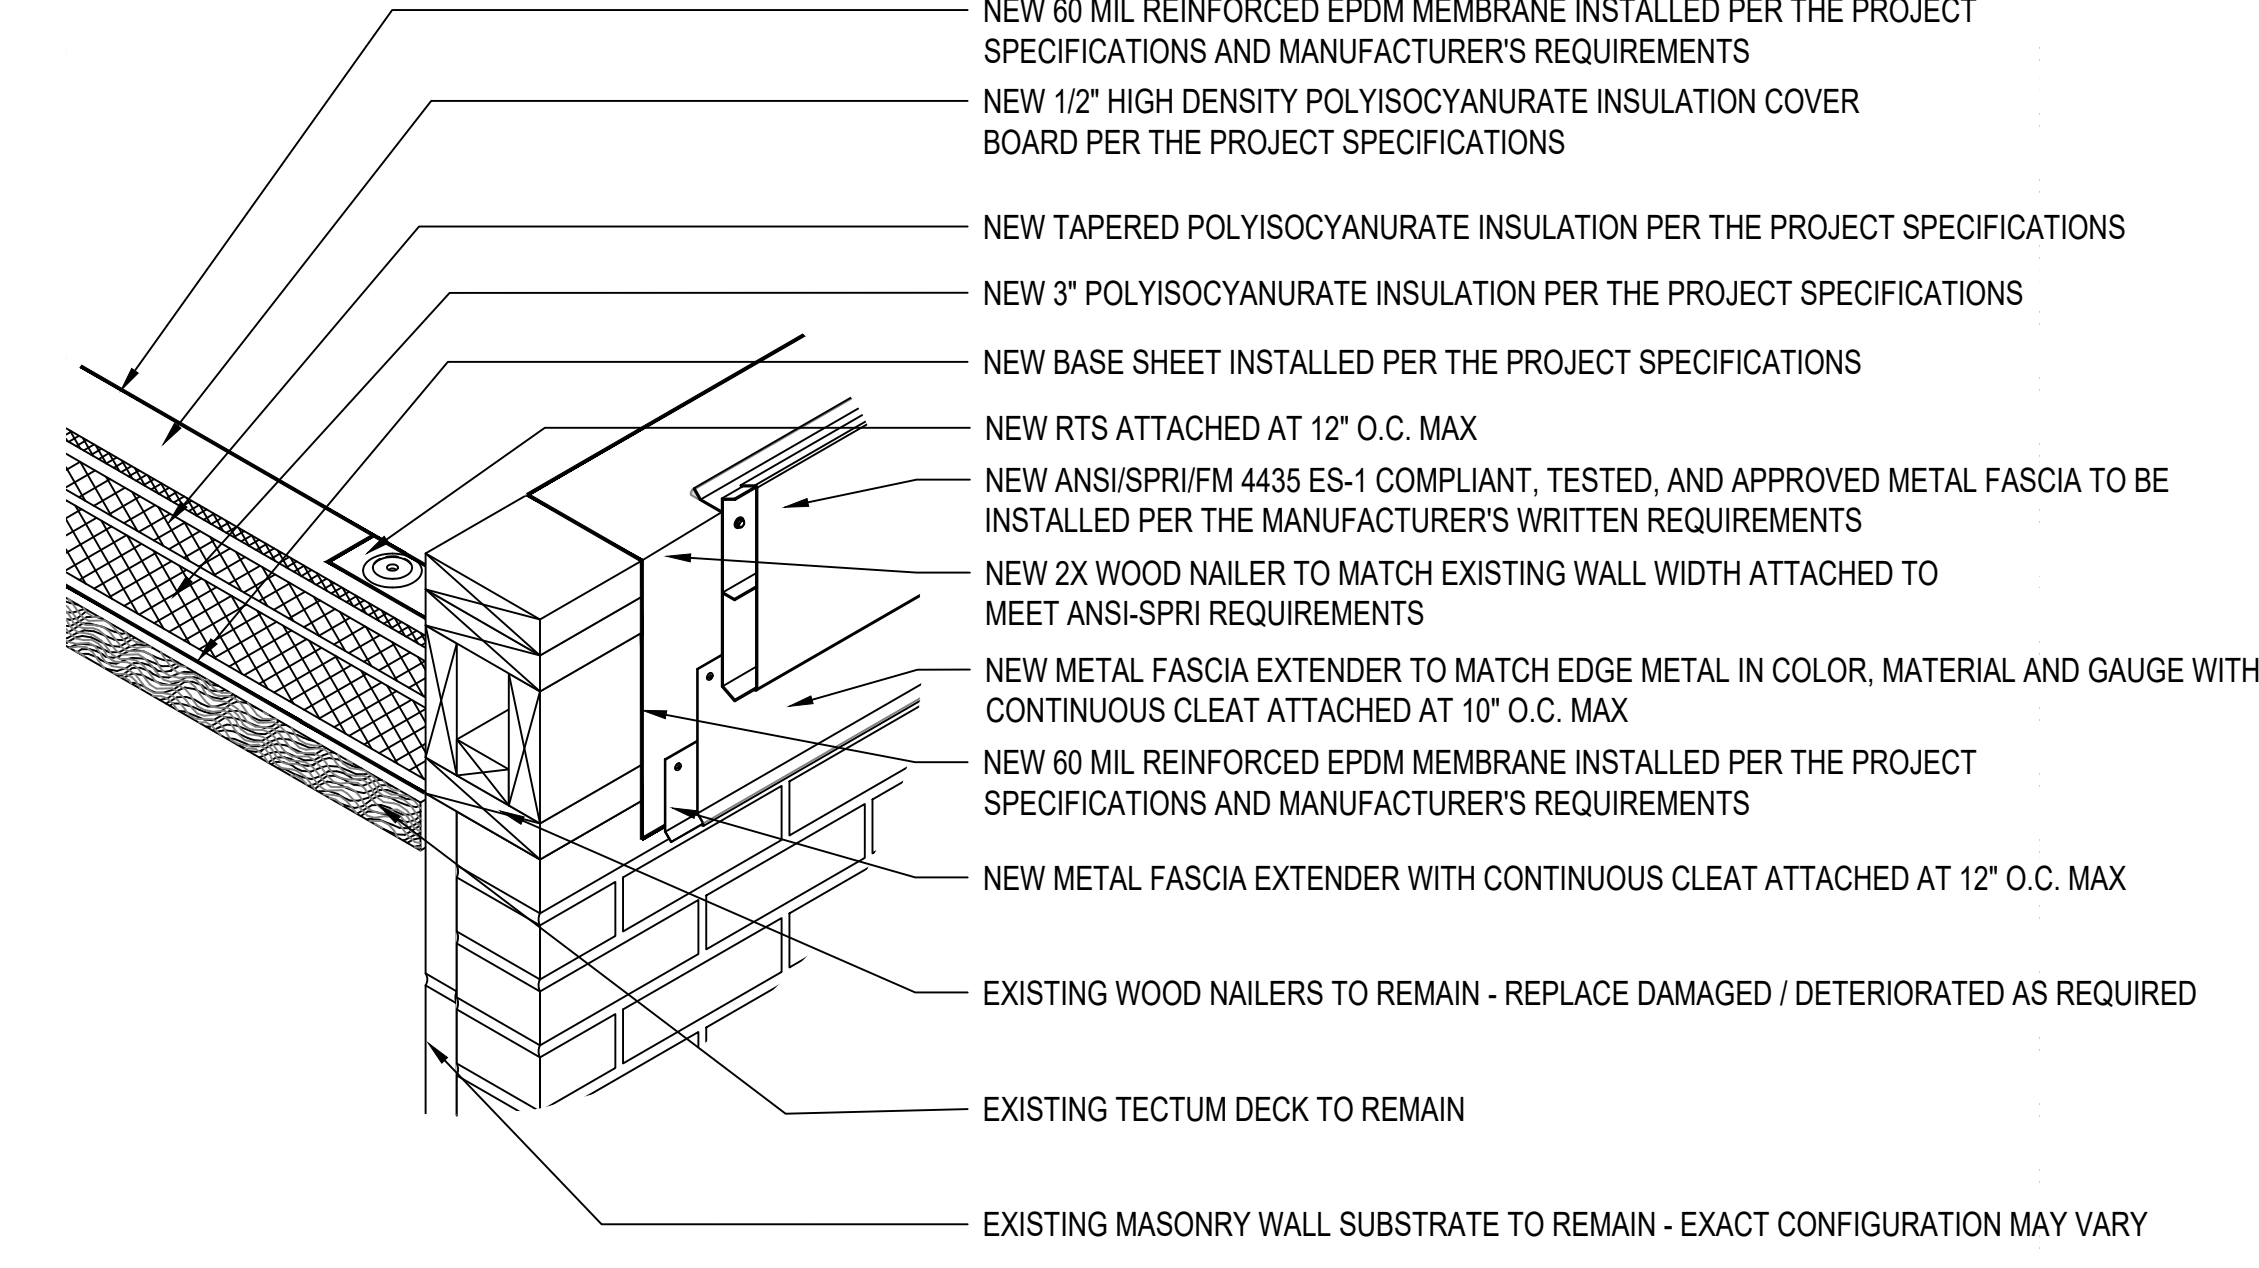 NEW 60 MIL REINFORCED EPDM MEMBRANE INSTALLED PER THE PROJECT
SPECIFICATIONS AND MANUFACTURER'S REQUIREMENTS
NEW 1/2" HIGH DENSITY POLYISOCYANURATE INSULATION COVER
BOARD PER THE PROJECT SPECIFICATIONS
NEW TAPERED POLYISOCYANURATE INSULATION PER THE PROJECT SPECIFICATIONS
NEW 3" POLYISOCYANURATE INSULATION PER THE PROJECT SPECIFICATIONS
NEW BASE SHEET INSTALLED PER THE PROJECT SPECIFICATIONS
NEW RTS ATTACHED AT 12" O.C. MAX
NEW ANSI/SPRI/FM 4435 ES-1 COMPLIANT, TESTED, AND APPROVED METAL FASCIA TO BE
INSTALLED PER THE MANUFACTURER'S WRITTEN REQUIREMENTS
NEW 2X WOOD NAILER TO MATCH EXISTING WALL WIDTH ATTACHED TO
MEET ANSI-SPRI REQUIREMENTS
NEW METAL FASCIA EXTENDER TO MATCH EDGE METAL IN COLOR, MATERIAL AND GAUGE WITH
CONTINUOUS CLEAT ATTACHED AT 10" O.C. MAX
NEW 60 MIL REINFORCED EPDM MEMBRANE INSTALLED PER THE PROJECT
SPECIFICATIONS AND MANUFACTURER'S REQUIREMENTS
NEW METAL FASCIA EXTENDER WITH CONTINUOUS CLEAT ATTACHED AT 12" O.C. MAX
EXISTING WOOD NAILERS TO REMAIN - REPLACE DAMAGED / DETERIORATED AS REQUIRED
EXISTING TECTUM DECK TO REMAIN
EXISTING MASONRY WALL SUBSTRATE TO REMAIN - EXACT CONFIGURATION MAY VARY